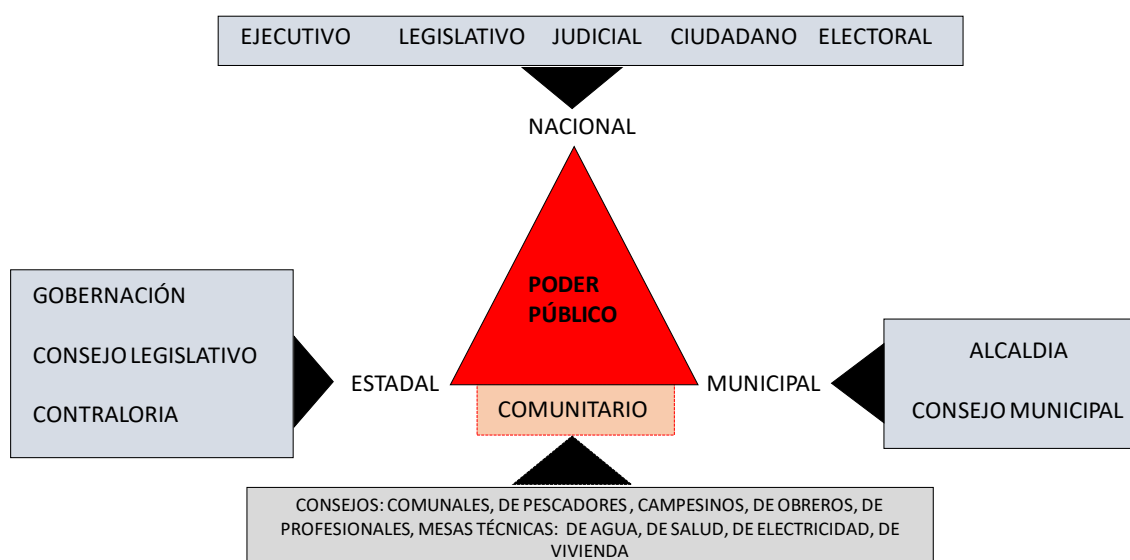 EJECUTIVO LEGISLATIVO JUDICIAL CIUDADANO ELECTORAL
NACIONAL
PODER
PÚBLICO
GOBERNACIÓN
CONSEJO LEGISLATIVO
CONTRALORIA
ESTADAL
MUNICIPAL
ALCALDIA
CONSEJO MUNICIPAL
COMUNITARIO
CONSEJOS: COMUNALES, DE PESCADORES , CAMPESINOS, DE OBREROS, DE
PROFESIONALES, MESAS TÉCNICAS: DE AGUA, DE SALUD, DE ELECTRICIDAD, DE
VIVIENDA